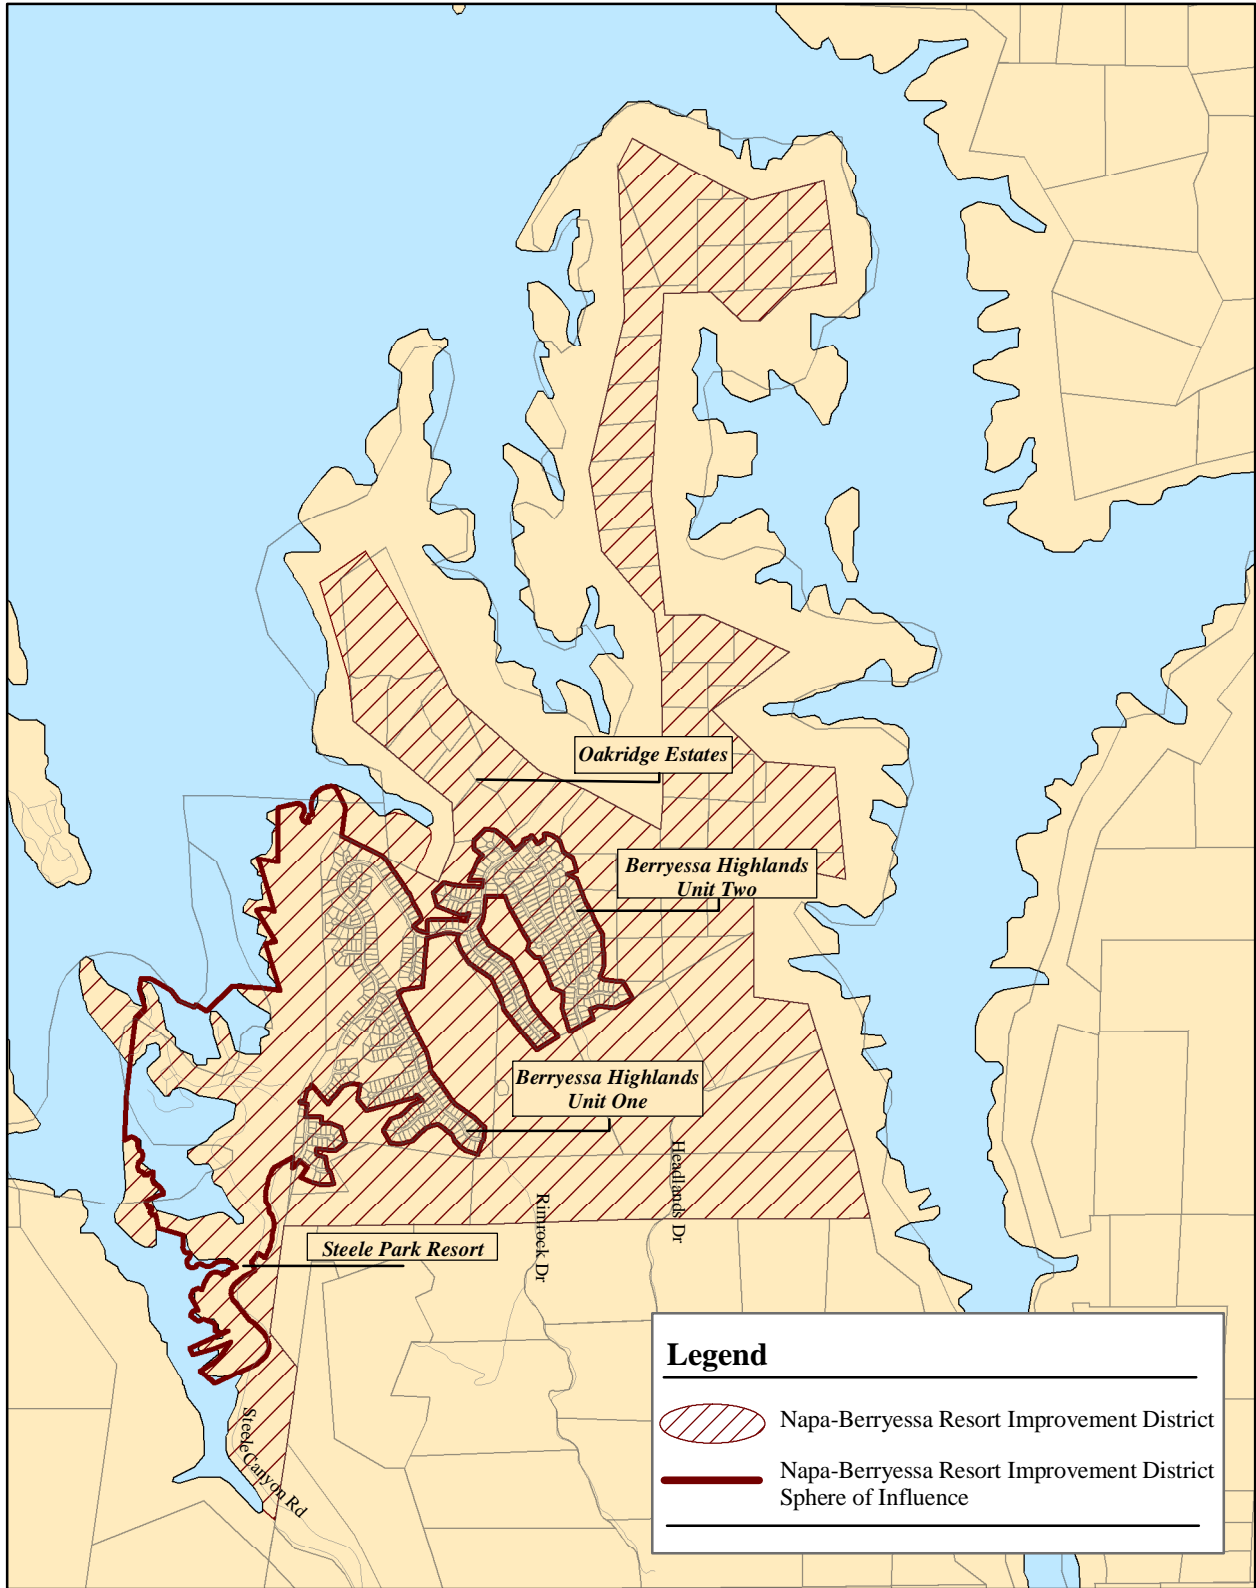 Oakridge Estates
Berryessa Highlands
Unit Two
Berryessa Highlands
Unit One
Headlands Dr
Rimrock Dr
Steele Park Resort
Steele Canyon Rd
Legend
Napa-Berryessa Resort Improvement District
Napa-Berryessa Resort Improvement District
Sphere of Influence